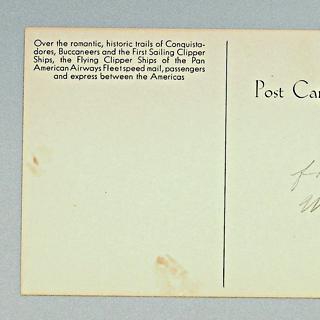 Over the romantic, historic trails of Conquista-
dores, Buccaneers and the First Sailing Clipper
Ships, the Flying Clipper Ships of the Pan
American Airways Fleet speed mail, passengers
and express between the Americas
Post Car